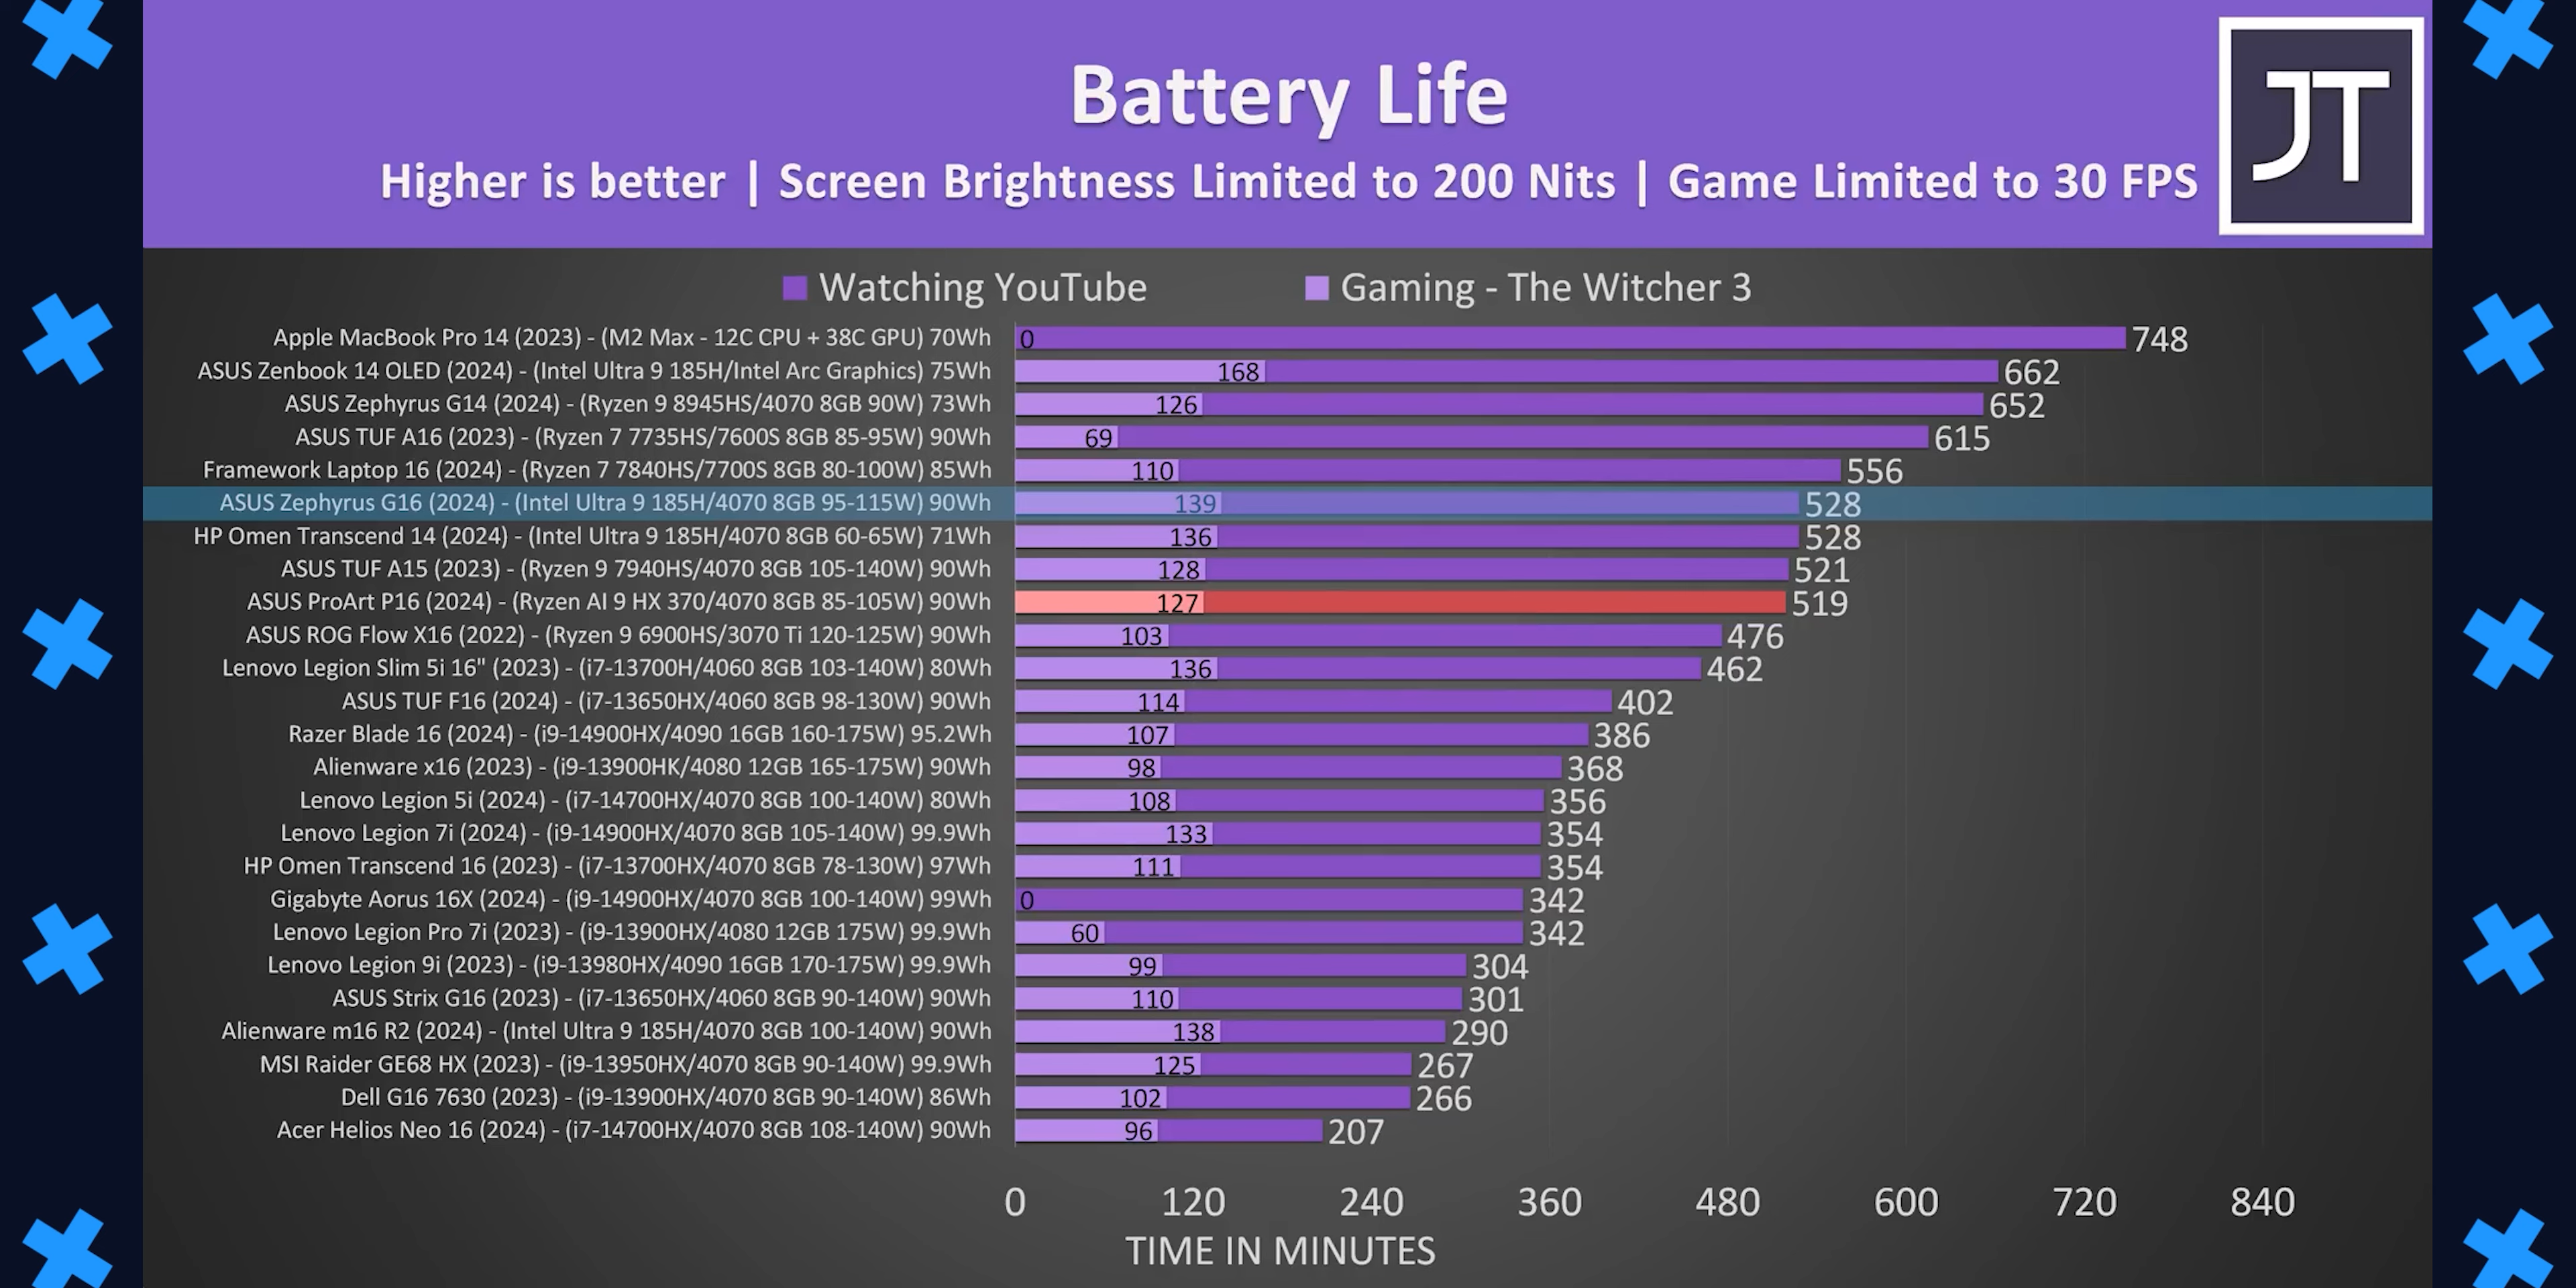 Battery Life
JT
Higher is better | Screen Brightness Limited to 200 Nits | Game Limited to 30 FPS
Watching YouTube Gaming - The Witcher 3
Apple MacBook Pro 14 (2023) - (M2 Max - 12C CPU + 38C GPU) 70Wh 0 748
ASUS Zenbook 14 OLED (2024) - (Intel Ultra 9 185H/Intel Arc Graphics) 75Wh 168 662
ASUS Zephyrus G14 (2024) - (Ryzen 9 8945HS/4070 8GB 90W) 73Wh 126 652
ASUS TUF A16 (2023) - (Ryzen 7 7735HS/7600S 8GB 85-95W) 90Wh 69 615
Framework Laptop 16 (2024) - (Ryzen 7 7840HS/7700S 8GB 80-100W) 85Wh 110 556
ASUS Zephyrus G16 (2024) - (Intel Ultra 9 185H/4070 8GB 95-115W) 90Wh 139 528
HP Omen Transcend 14 (2024) - (Intel Ultra 9 185H/4070 8GB 60-65W) 71Wh 136 528
ASUS TUF A15 (2023) - (Ryzen 9 7940HS/4070 8GB 105-140W) 90Wh 128 521
ASUS ProArt P16 (2024) - (Ryzen AI 9 HX 370/4070 8GB 85-105W) 90Wh 127 519
ASUS ROG Flow X16 (2022) - (Ryzen 9 6900HS/3070 Ti 120-125W) 90Wh 103 476
Lenovo Legion Slim 5i 16" (2023) - (i7-13700H/4060 8GB 103-140W) 80Wh 136 462
ASUS TUF F16 (2024) - (i7-13650HX/4060 8GB 98-130W) 90Wh 114 402
Razer Blade 16 (2024) - (i9-14900HX/4090 16GB 160-175W) 95.2Wh 107 386
Alienware x16 (2023) - (i9-13900HK/4080 12GB 165-175W) 90Wh 98 368
Lenovo Legion 5i (2024) - (i7-14700HX/4070 8GB 100-140W) 80Wh 108 356
Lenovo Legion 7i (2024) - (i9-14900HX/4070 8GB 105-140W) 99.9Wh 133 354
HP Omen Transcend 16 (2023) - (i7-13700HX/4070 8GB 78-130W) 97Wh 111 354
Gigabyte Aorus 16X (2024) - (i9-14900HX/4070 8GB 100-140W) 99Wh 0 342
Lenovo Legion Pro 7i (2023) - (i9-13900HX/4080 12GB 175W) 99.9Wh 60 342
Lenovo Legion 9i (2023) - (i9-13980HX/4090 16GB 170-175W) 99.9Wh 99 304
ASUS Strix G16 (2023) - (i7-13650HX/4060 8GB 90-140W) 90Wh 110 301
Alienware m16 R2 (2024) - (Intel Ultra 9 185H/4070 8GB 100-140W) 90Wh 138 290
MSI Raider GE68 HX (2023) - (i9-13950HX/4070 8GB 90-140W) 99.9Wh 125 267
Dell G16 7630 (2023) - (i9-13900HX/4070 8GB 90-140W) 86Wh 102 266
Acer Helios Neo 16 (2024) - (i7-14700HX/4070 8GB 108-140W) 90Wh 96 207
0 120 240 360 480 600 720 840
TIME IN MINUTES